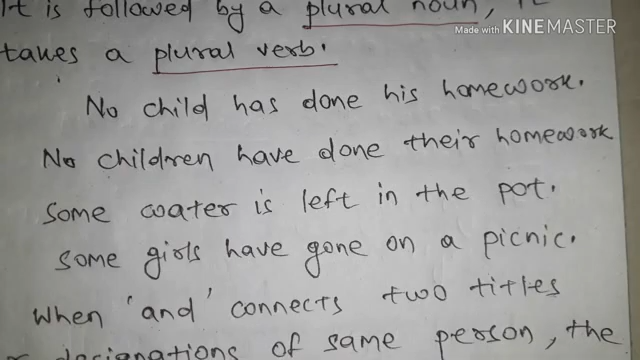 It is followed by a plural noun, it
Made with KINEMASTER
takes a plural verb.
No child has done his homework.
No children have done their homework
Some water is left in the pot.
Some girls have gone on a picnic.
When 'and' connects two titles
or designations of same person, the